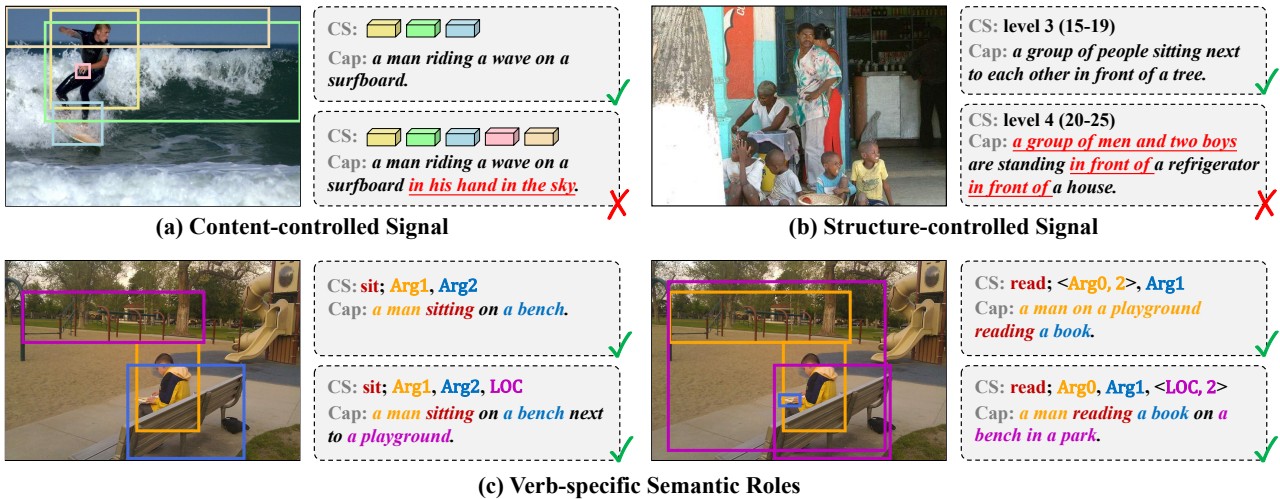 CS:
Cap: a man riding a wave on a
surfboard.
CS:
Cap: a man riding a wave on a
surfboard in his hand in the sky.
(a) Content-controlled Signal
CS: level 3 (15-19)
Cap: a group of people sitting next
to each other in front of a tree.
CS: level 4 (20-25)
Cap: a group of men and two boys
are standing in front of a refrigerator
in front of a house.
(b) Structure-controlled Signal
CS: sit; Arg1, Arg2
Cap: a man sitting on a bench.
CS: sit; Arg1, Arg2, LOC
Cap: a man sitting on a bench next
to a playground.
CS: read; <Arg0, 2>, Arg1
Cap: a man on a playground
reading a book.
CS: read; Arg0, Arg1, <LOC, 2>
Cap: a man reading a book on a
bench in a park.
(c) Verb-specific Semantic Roles